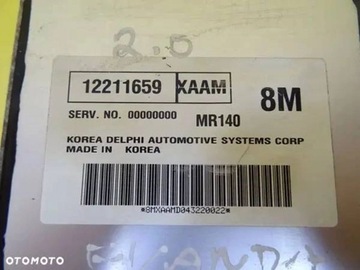 2.0
12211659 XAAM
8M
SERV. NO. 00000000 MR140
KOREA DELPHI AUTOMOTIVE SYSTEMS CORP
MADE IN KOREA
*8MXAAMD043220022*
OTOMOTO